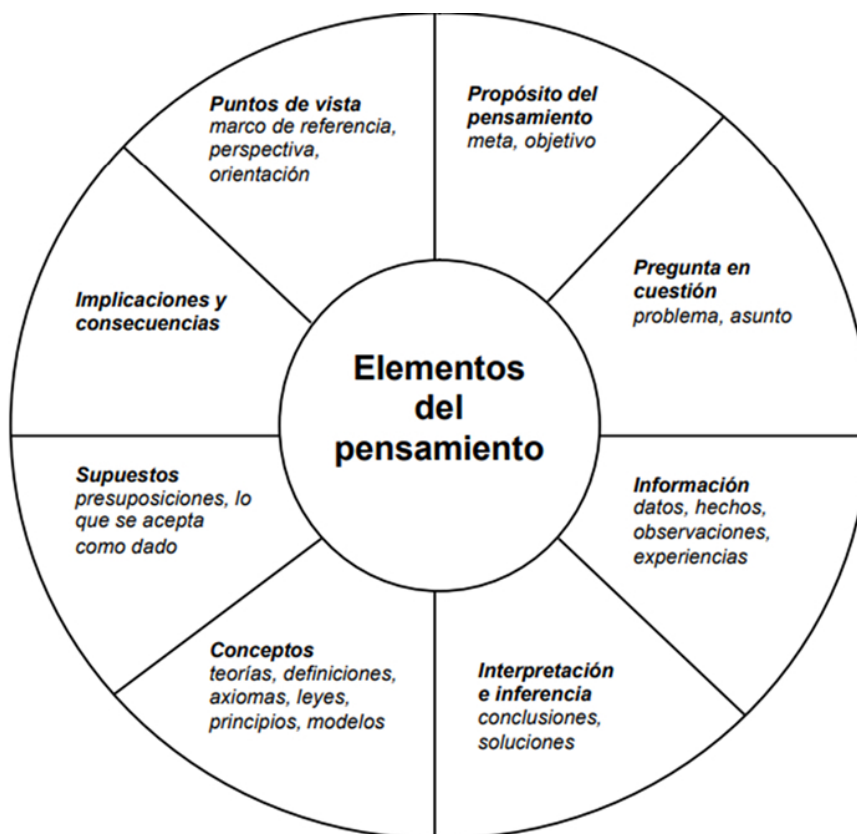 Elementos
del
pensamiento
Propósito del
pensamiento
meta, objetivo
Pregunta en
cuestión
problema, asunto
Información
datos, hechos,
observaciones,
experiencias
Interpretación
e inferencia
conclusiones,
soluciones
Conceptos
teorías, definiciones,
axiomas, leyes,
principios, modelos
Supuestos
presuposiciones, lo
que se acepta
como dado
Implicaciones y
consecuencias
Puntos de vista
marco de referencia,
perspectiva,
orientación